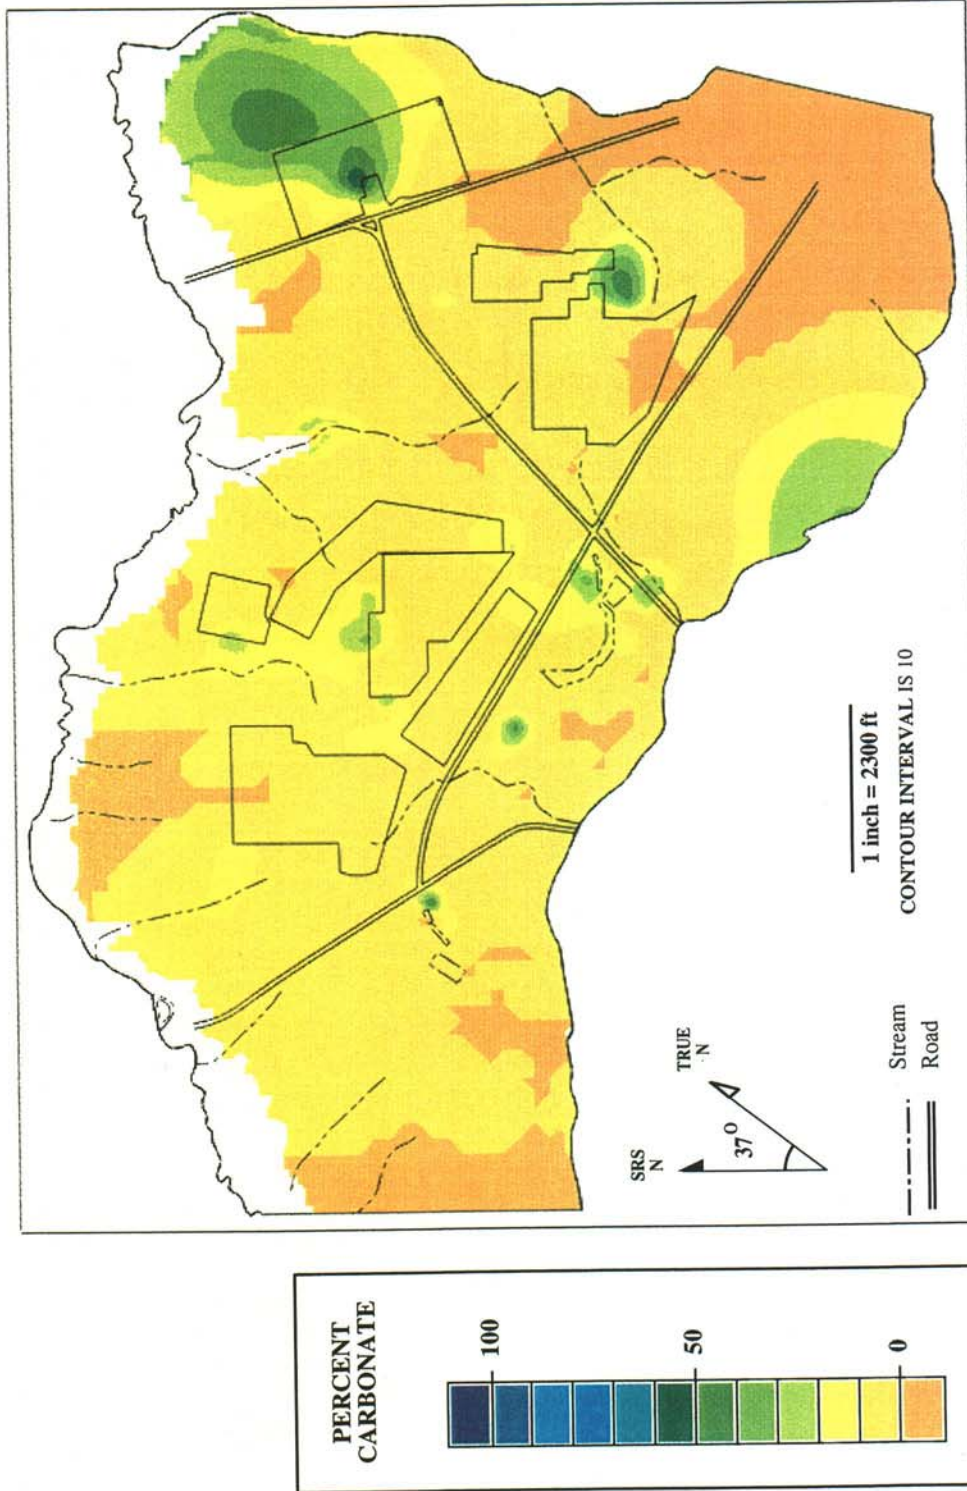 SRS
N
TRUE
N
37°
1 inch = 2300 ft
CONTOUR INTERVAL IS 10
Stream
Road
PERCENT
CARBONATE
100
50
0